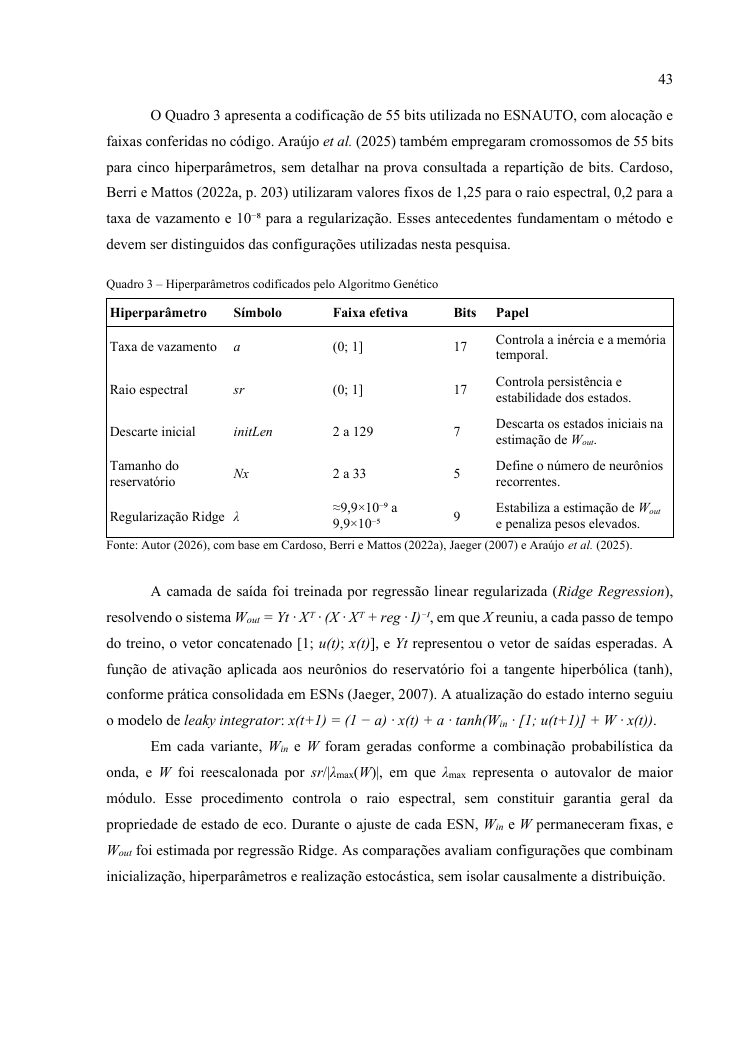 43
O Quadro 3 apresenta a codificação de 55 bits utilizada no ESNAUTO, com alocação e
faixas conferidas no código. Araújo et al. (2025) também empregaram cromossomos de 55 bits
para cinco hiperparâmetros, sem detalhar na prova consultada a repartição de bits. Cardoso,
Berri e Mattos (2022a, p. 203) utilizaram valores fixos de 1,25 para o raio espectral, 0,2 para a
taxa de vazamento e 10⁻⁸ para a regularização. Esses antecedentes fundamentam o método e
devem ser distinguidos das configurações utilizadas nesta pesquisa.
Quadro 3 – Hiperparâmetros codificados pelo Algoritmo Genético
Hiperparâmetro Símbolo Faixa efetiva Bits Papel
Taxa de vazamento a (0; 1] 17 Controla a inércia e a memória
temporal.
Raio espectral sr (0; 1] 17 Controla persistência e
estabilidade dos estados.
Descarte inicial initLen 2 a 129 7 Descarta os estados iniciais na
estimação de W_out.
Tamanho do
reservatório Nx 2 a 33 5 Define o número de neurônios
recorrentes.
Regularização Ridge λ ≈9,9×10⁻⁹ a
9,9×10⁻⁵ 9 Estabiliza a estimação de W_out
e penaliza pesos elevados.
Fonte: Autor (2026), com base em Cardoso, Berri e Mattos (2022a), Jaeger (2007) e Araújo et al. (2025).
A camada de saída foi treinada por regressão linear regularizada (Ridge Regression),
resolvendo o sistema W_out = Yt · Xᵀ · (X · Xᵀ + reg · I)⁻¹, em que X reuniu, a cada passo de tempo
do treino, o vetor concatenado [1; u(t); x(t)], e Yt representou o vetor de saídas esperadas. A
função de ativação aplicada aos neurônios do reservatório foi a tangente hiperbólica (tanh),
conforme prática consolidada em ESNs (Jaeger, 2007). A atualização do estado interno seguiu
o modelo de leaky integrator: x(t+1) = (1 − a) · x(t) + a · tanh(W_in · [1; u(t+1)] + W · x(t)).
Em cada variante, W_in e W foram geradas conforme a combinação probabilística da
onda, e W foi reescalonada por sr/|λ_max(W)|, em que λ_max representa o autovalor de maior
módulo. Esse procedimento controla o raio espectral, sem constituir garantia geral da
propriedade de estado de eco. Durante o ajuste de cada ESN, W_in e W permaneceram fixas, e
W_out foi estimada por regressão Ridge. As comparações avaliam configurações que combinam
inicialização, hiperparâmetros e realização estocástica, sem isolar causalmente a distribuição.